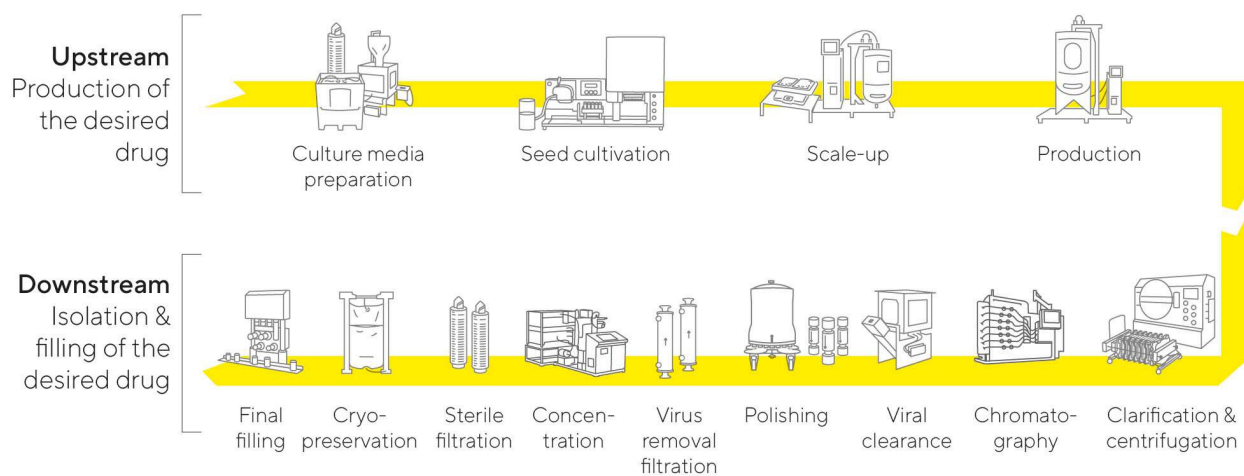 Upstream
Production of
the desired
drug
Culture media
preparation
Seed cultivation
Scale-up
Production
Downstream
Isolation &
filling of the
desired drug
Final
filling
Cryo-
preservation
Sterile
filtration
Concen-
tration
Virus
removal
filtration
Polishing
Viral
clearance
Chromato-
graphy
Clarification &
centrifugation